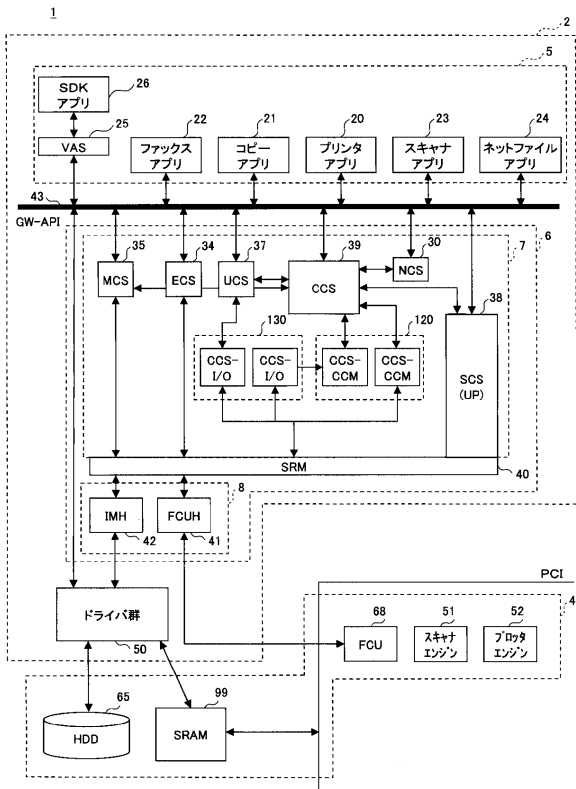 1
2
5
26
SDK
アプリ
25
VAS
22
ファックス
アプリ
21
コピー
アプリ
20
プリンタ
アプリ
23
スキャナ
アプリ
24
ネットファイル
アプリ
43
GW-API
6
7
35
MCS
34
ECS
37
UCS
39
CCS
30
NCS
38
SCS
(UP)
130
CCS-
I/O
CCS-
I/O
120
CCS-
CCM
CCS-
CCM
SRM
40
8
IMH
42
FCUH
41
PCI
4
ドライバ群
50
68
FCU
51
スキャナ
エンジン
52
プロッタ
エンジン
65
HDD
99
SRAM